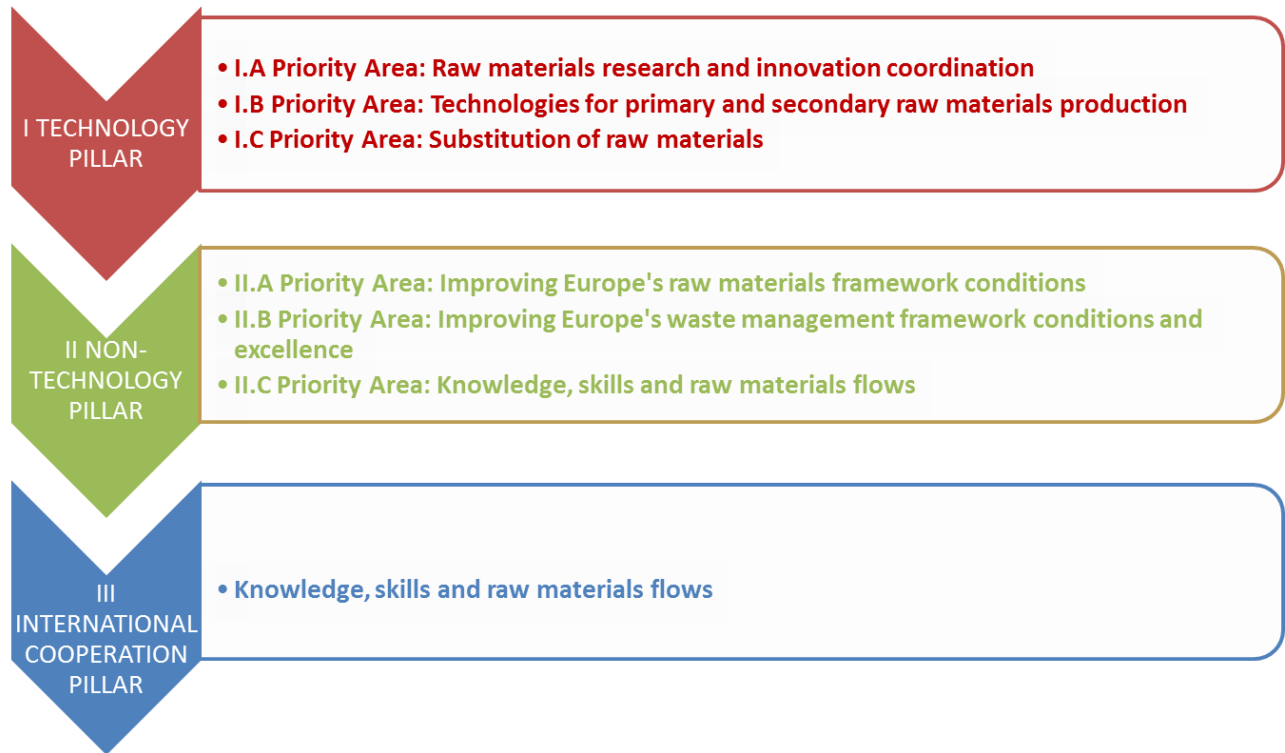 I TECHNOLOGY
PILLAR
• I.A Priority Area: Raw materials research and innovation coordination
• I.B Priority Area: Technologies for primary and secondary raw materials production
• I.C Priority Area: Substitution of raw materials
II NON-
TECHNOLOGY
PILLAR
• II.A Priority Area: Improving Europe's raw materials framework conditions
• II.B Priority Area: Improving Europe's waste management framework conditions and
excellence
• II.C Priority Area: Knowledge, skills and raw materials flows
III
INTERNATIONAL
COOPERATION
PILLAR
• Knowledge, skills and raw materials flows